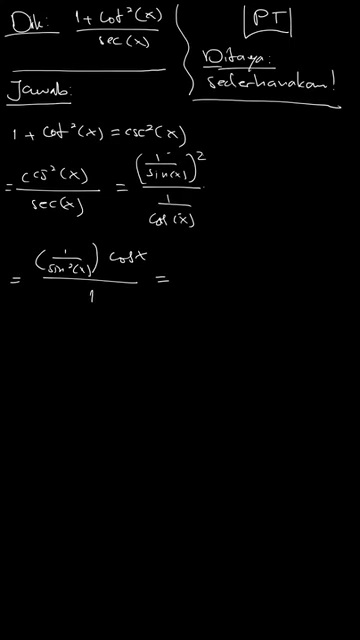 Dik: 1 + cot²(x) / sec(x)
|PT|
Ditanya:
sederhanakan!
Jawab:
1 + cot²(x) = csc²(x)
= csc²(x) / sec(x) = (1 / sin(x))² / (1 / cos(x))
= (1 / sin²(x)) cos x / 1 =